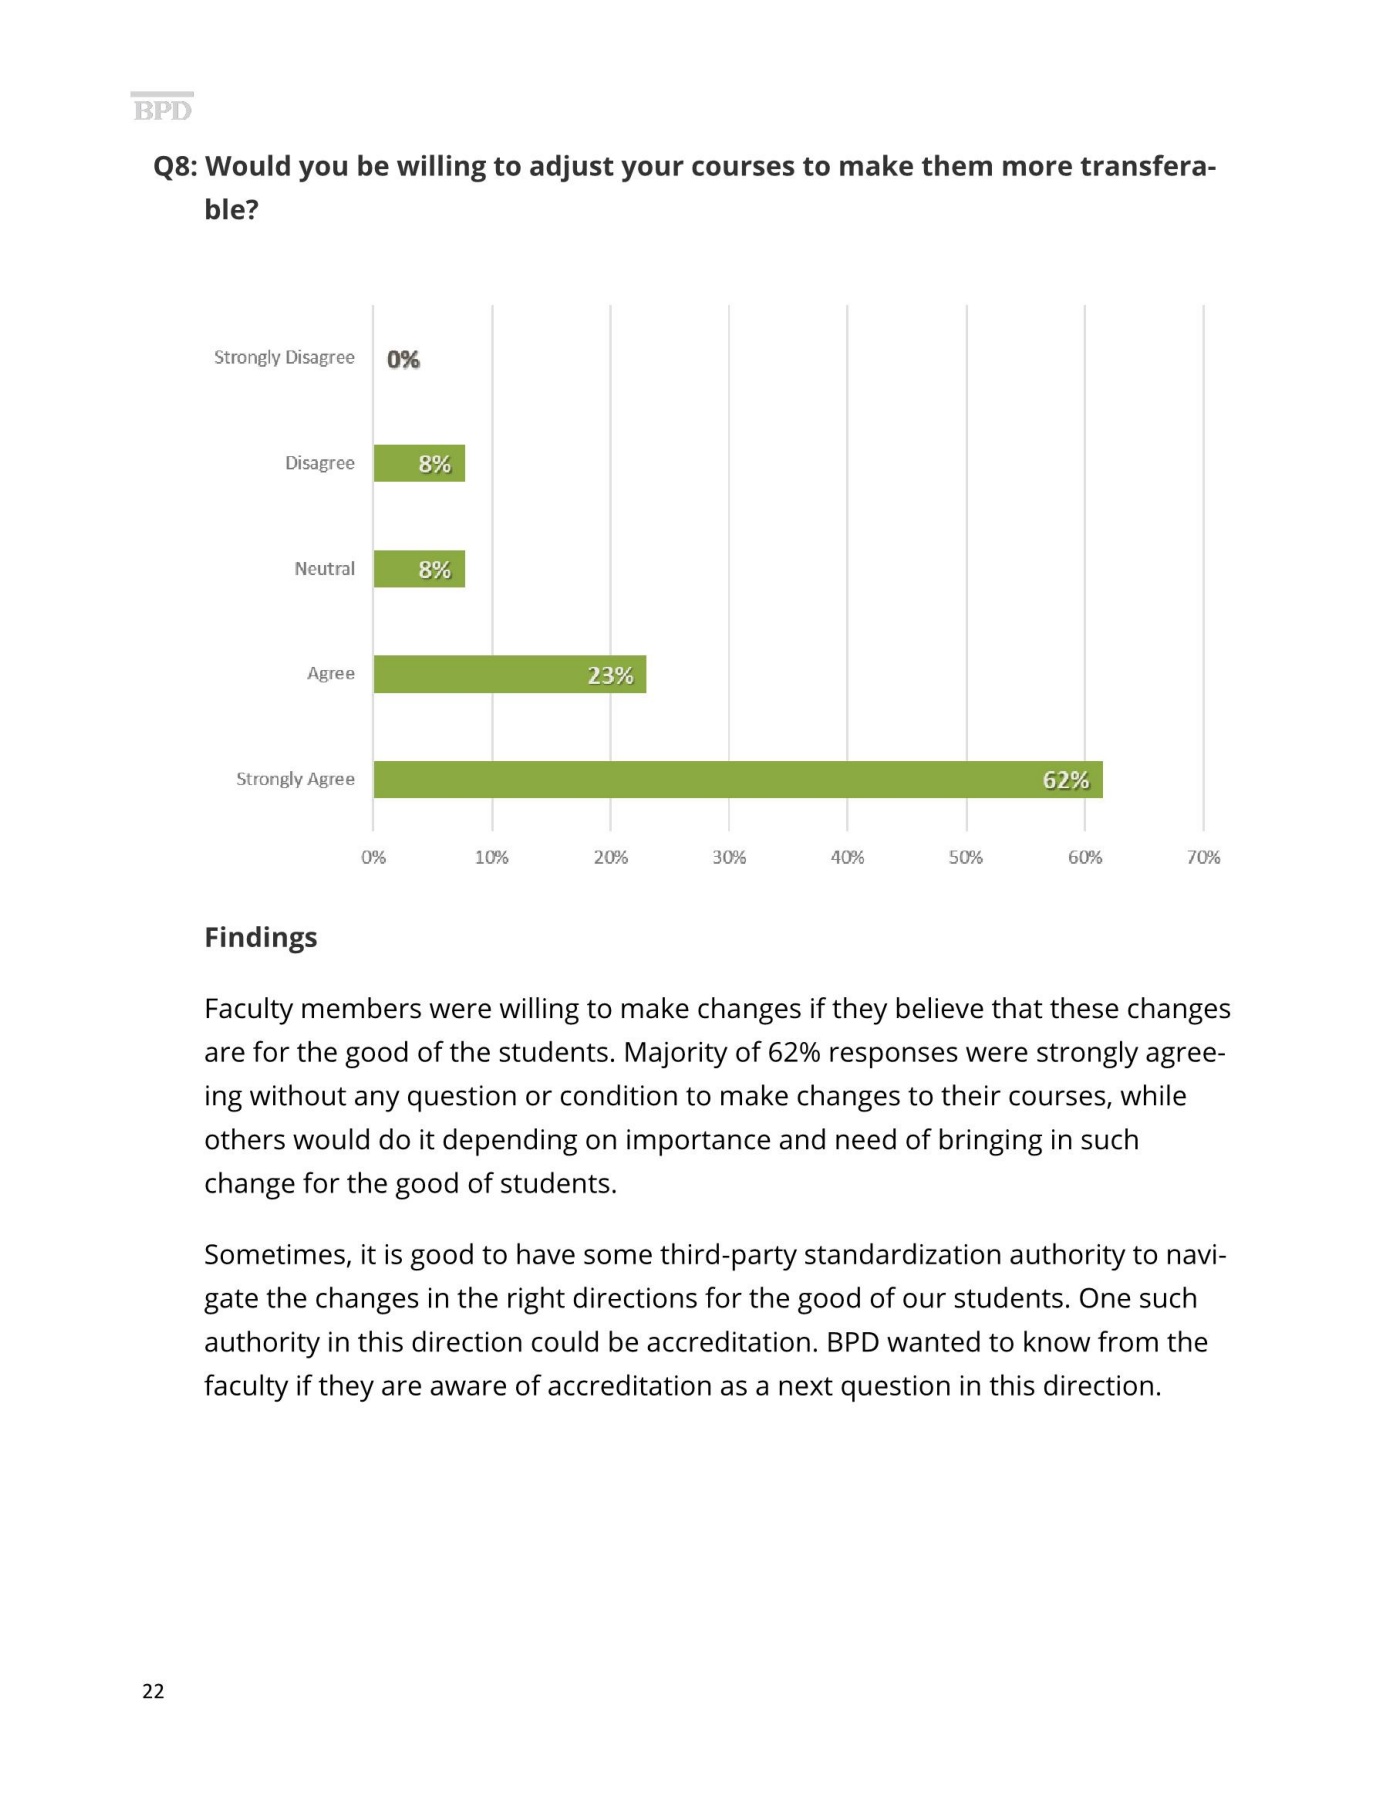 BPD
Q8: Would you be willing to adjust your courses to make them more transfera-
ble?
Strongly Disagree 0%
Disagree 8%
Neutral 8%
Agree 23%
Strongly Agree 62%
0% 10% 20% 30% 40% 50% 60% 70%
Findings
Faculty members were willing to make changes if they believe that these changes
are for the good of the students. Majority of 62% responses were strongly agree-
ing without any question or condition to make changes to their courses, while
others would do it depending on importance and need of bringing in such
change for the good of students.
Sometimes, it is good to have some third-party standardization authority to navi-
gate the changes in the right directions for the good of our students. One such
authority in this direction could be accreditation. BPD wanted to know from the
faculty if they are aware of accreditation as a next question in this direction.
22